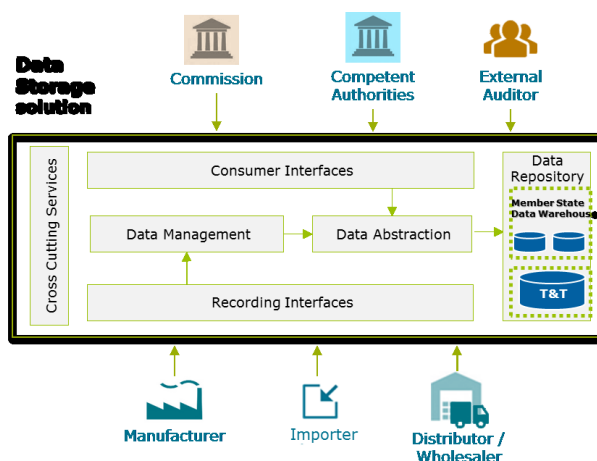 Commission
Competent
Authorities
External
Auditor
Data
Storage
solution
Cross Cutting Services
Consumer Interfaces
Data
Repository
Member State
Data Warehouse
Data Management
Data Abstraction
T&T
Recording Interfaces
Manufacturer
Importer
Distributor /
Wholesaler